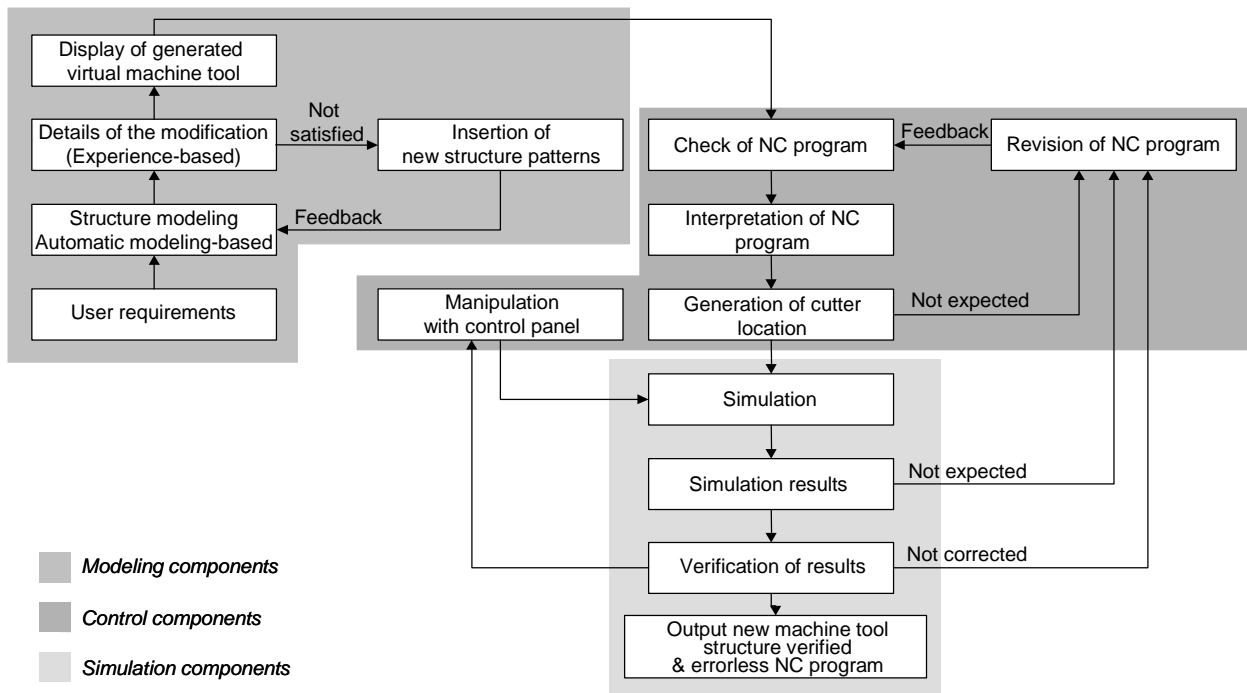 Display of generated
virtual machine tool
Details of the modification
(Experience-based)
Not
satisfied
Insertion of
new structure patterns
Structure modeling
Automatic modeling-based
Feedback
User requirements
Check of NC program
Feedback
Revision of NC program
Interpretation of NC
program
Manipulation
with control panel
Generation of cutter
location
Not expected
Simulation
Simulation results
Not expected
Verification of results
Not corrected
Output new machine tool
structure verified
& errorless NC program
Modeling components
Control components
Simulation components